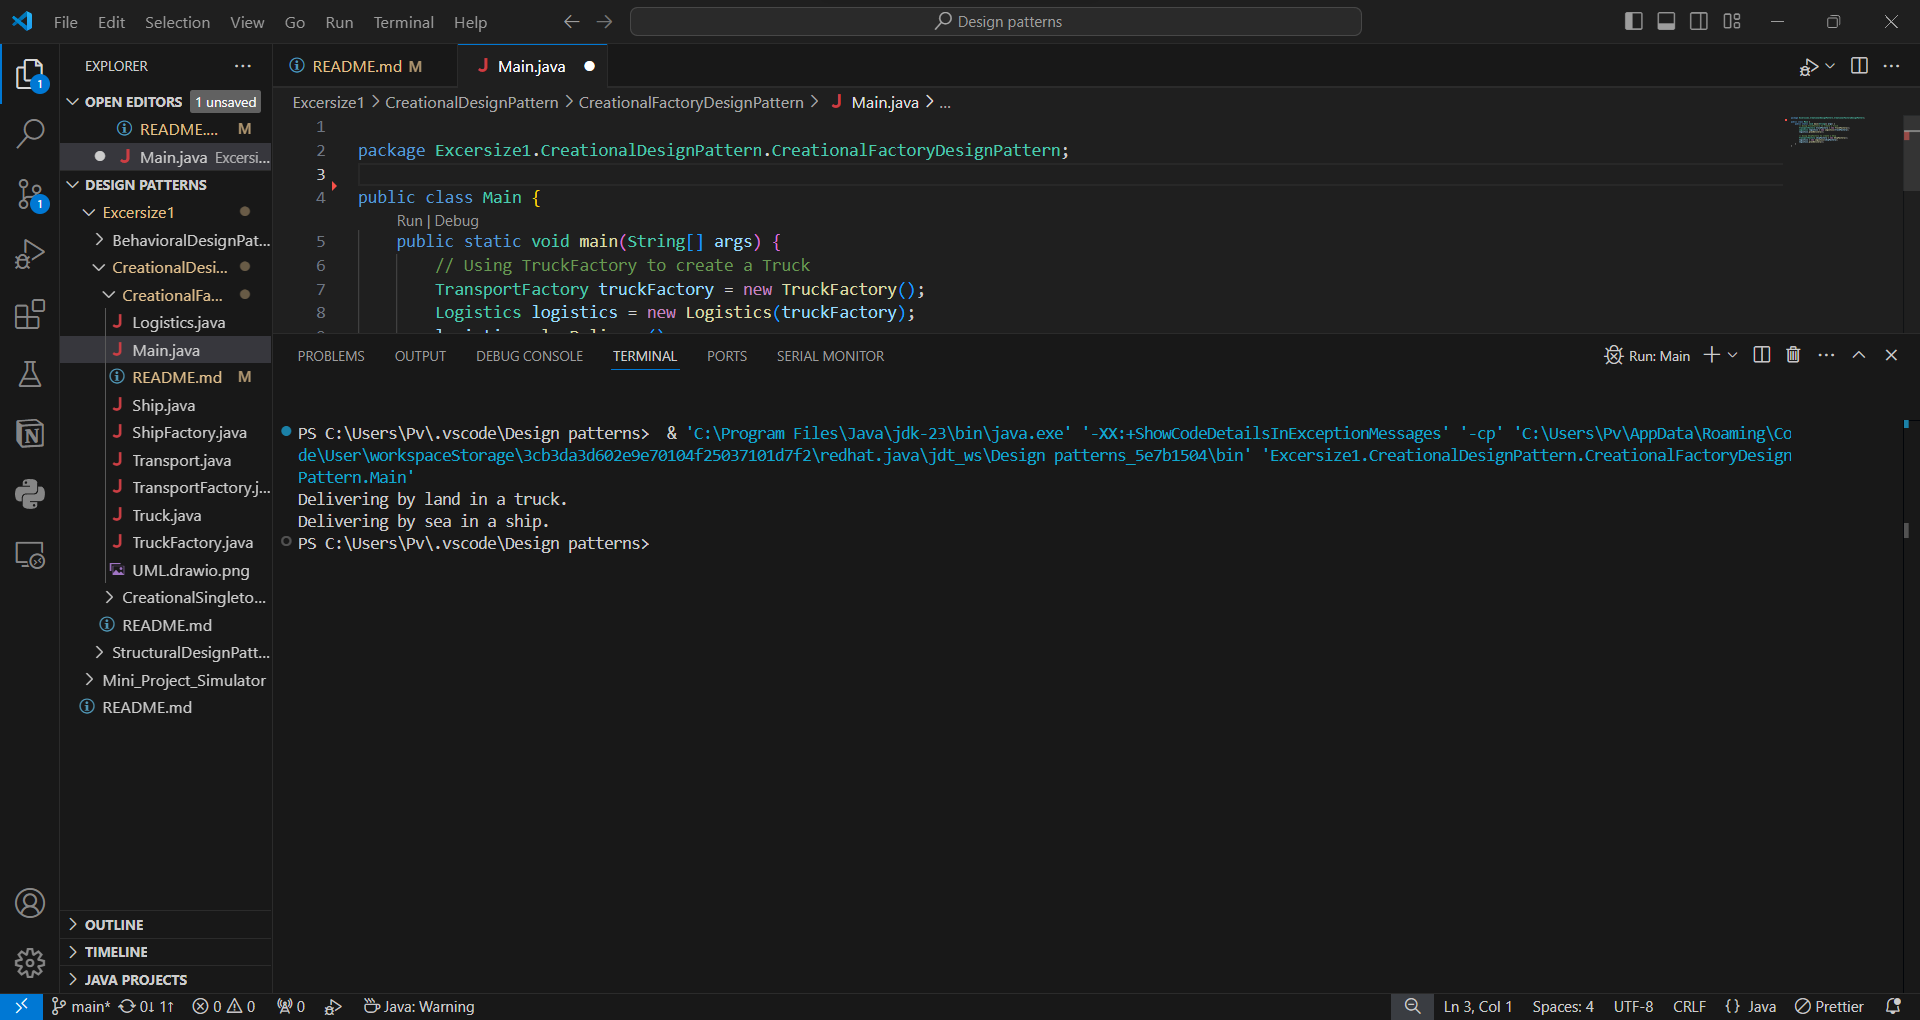 File Edit Selection View Go Run Terminal Help
Design patterns
EXPLORER
OPEN EDITORS 1 unsaved
README.... M
Main.java Excersi...
DESIGN PATTERNS
Excersize1
BehavioralDesignPat...
CreationalDesi...
CreationalFa...
Logistics.java
Main.java
README.md M
Ship.java
ShipFactory.java
Transport.java
TransportFactory.j...
Truck.java
TruckFactory.java
UML.drawio.png
CreationalSingleto...
README.md
StructuralDesignPatt...
Mini_Project_Simulator
README.md
OUTLINE
TIMELINE
JAVA PROJECTS
1
1
README.md M
Main.java
Excersize1 > CreationalDesignPattern > CreationalFactoryDesignPattern > Main.java > ...
1
2 package Excersize1.CreationalDesignPattern.CreationalFactoryDesignPattern;
3
4 public class Main {
Run | Debug
5 public static void main(String[] args) {
6 // Using TruckFactory to create a Truck
7 TransportFactory truckFactory = new TruckFactory();
8 Logistics logistics = new Logistics(truckFactory);
PROBLEMS OUTPUT DEBUG CONSOLE TERMINAL PORTS SERIAL MONITOR
Run: Main
PS C:\Users\Pv\.vscode\Design patterns> & 'C:\Program Files\Java\jdk-23\bin\java.exe' '-XX:+ShowCodeDetailsInExceptionMessages' '-cp' 'C:\Users\Pv\AppData\Roaming\Co
de\User\workspaceStorage\3cb3da3d602e9e70104f25037101d7f2\redhat.java\jdt_ws\Design patterns_5e7b1504\bin' 'Excersize1.CreationalDesignPattern.CreationalFactoryDesign
Pattern.Main'
Delivering by land in a truck.
Delivering by sea in a ship.
PS C:\Users\Pv\.vscode\Design patterns>
main* 0↓ 1↑ 0 0 0 Java: Warning
Ln 3, Col 1 Spaces: 4 UTF-8 CRLF {} Java Prettier